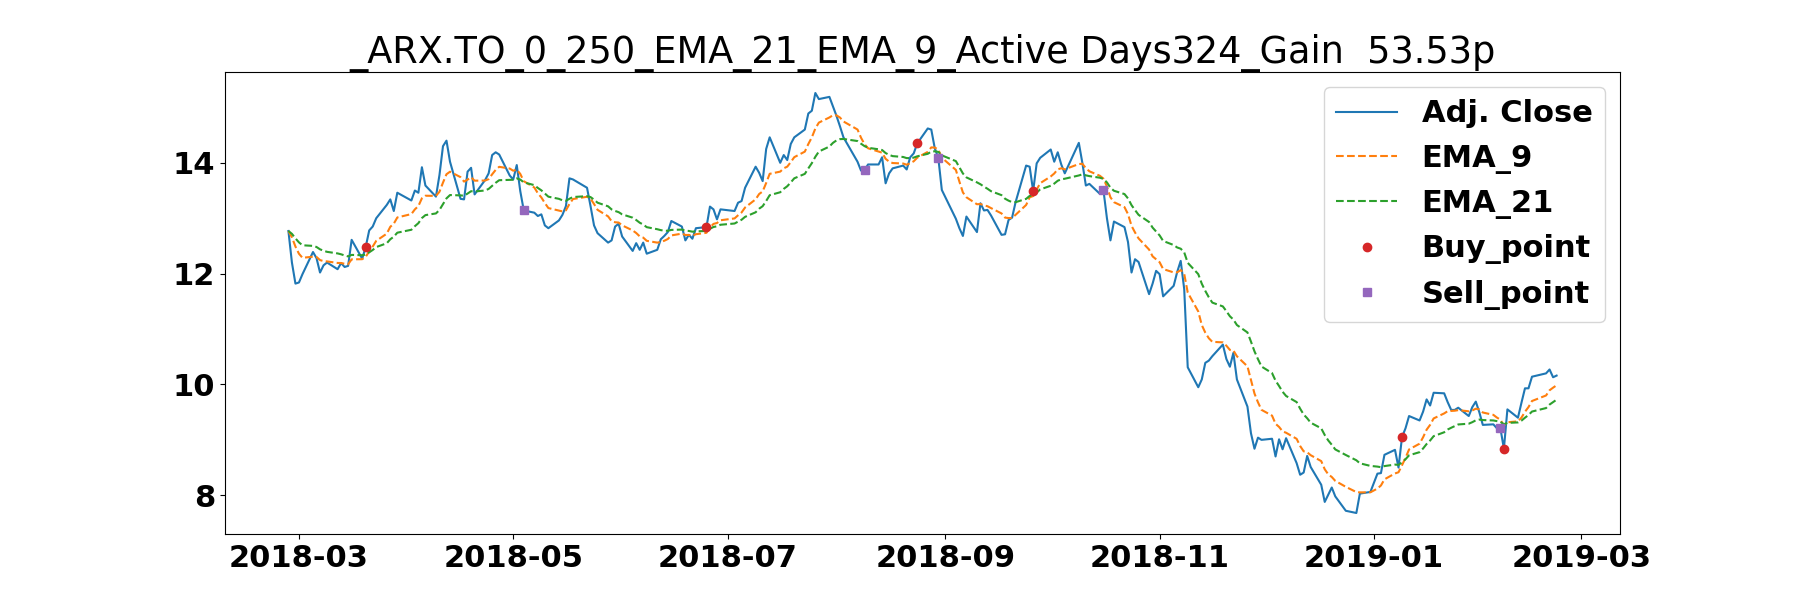 _ARX.TO_0_250_EMA_21_EMA_9_Active Days324_Gain  53.53p
Adj. Close
EMA_9
EMA_21
Buy_point
Sell_point
14
12
10
8
2018-03 2018-05 2018-07 2018-09 2018-11 2019-01 2019-03